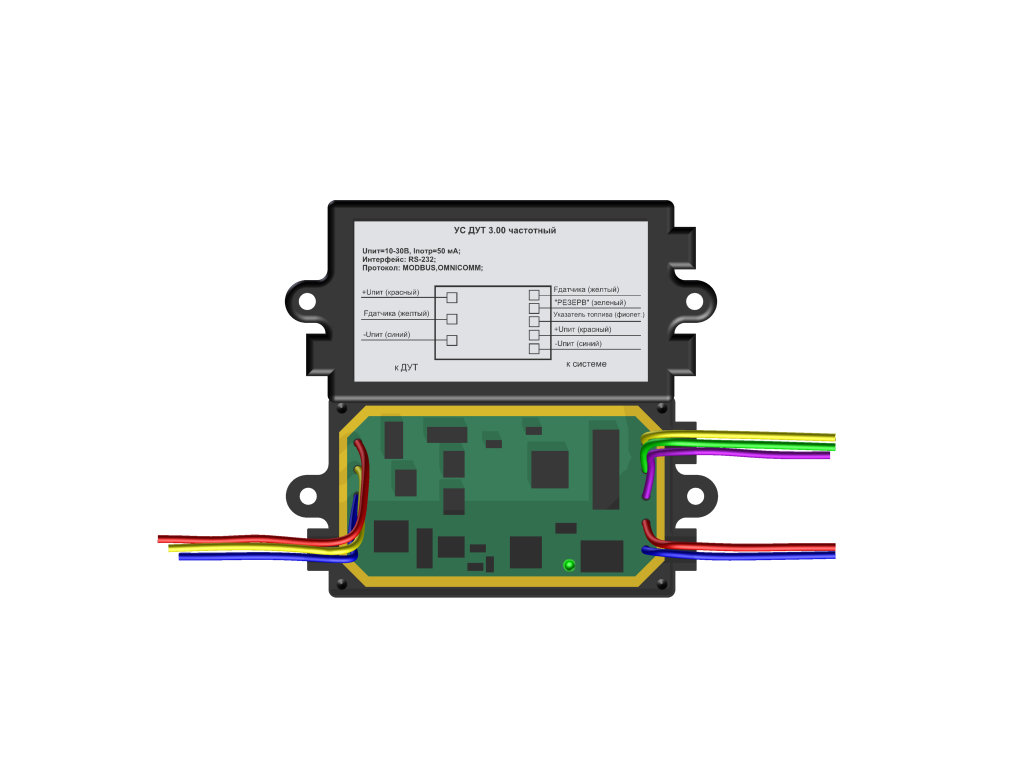 УС ДУТ 3.00 частотный
Uпит=10-30В, Iпотр=50 мА;
Интерфейс: RS-232;
Протокол: MODBUS,OMNICOMM;
+Uпит (красный)
Fдатчика (желтый)
-Uпит (синий)
к ДУТ
Fдатчика (желтый)
"РЕЗЕРВ" (зеленый)
Указатель топлива (фиолет.)
+Uпит (красный)
-Uпит (синий)
к системе